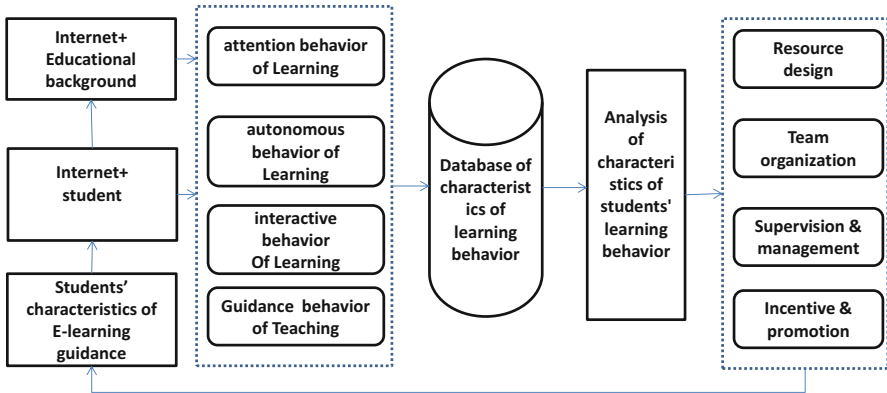 Internet+
Educational
background
Internet+
student
Students'
characteristics of
E-learning
guidance
attention behavior
of Learning
autonomous
behavior of
Learning
interactive
behavior
Of Learning
Guidance behavior
of Teaching
Database of
characterist
ics of
learning
behavior
Analysis
of
characteri
stics of
students'
learning
behavior
Resource
design
Team
organization
Supervision &
management
Incentive &
promotion